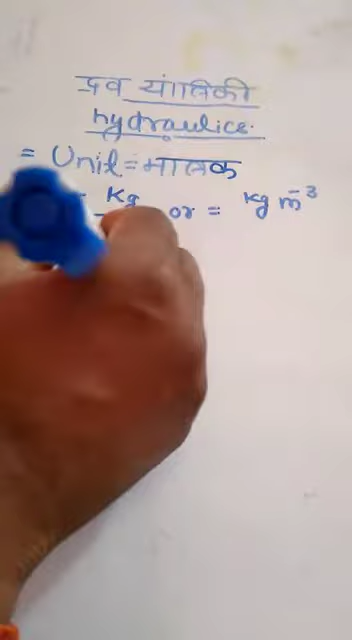 द्रव यांत्रिकी
hydraulice.
= Unit = मात्रक
Kg or = kg m⁻³